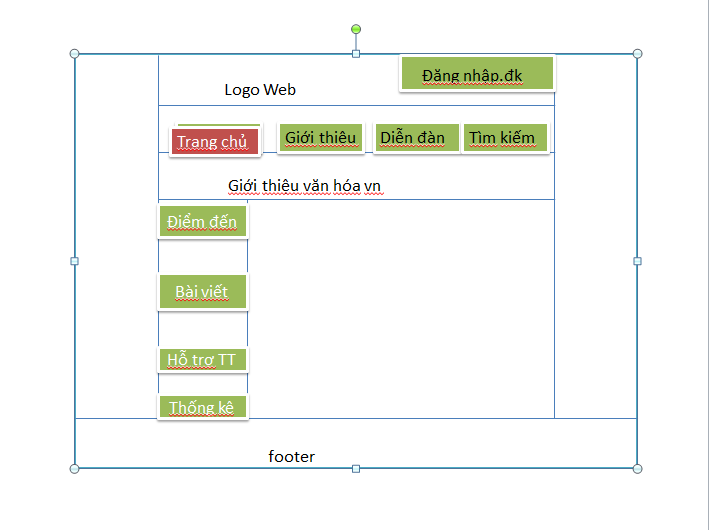 Đăng nhập.đk
Logo Web
Trang chủ
Giới thiệu
Diễn đàn
Tìm kiếm
Giới thiệu văn hóa vn
Điểm đến
Bài viết
Hỗ trợ TT
Thống kê
footer